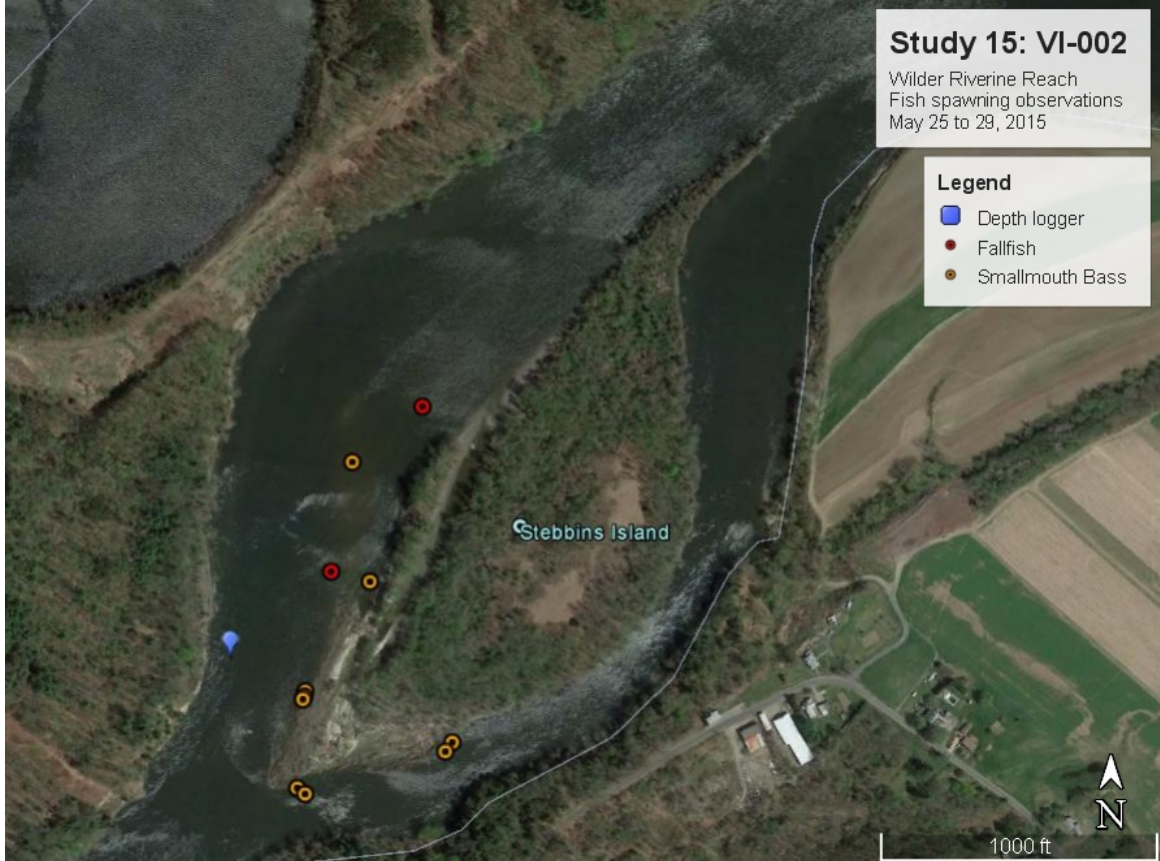 Study 15: VI-002
Wilder Riverine Reach
Fish spawning observations
May 25 to 29, 2015
Legend
Depth logger
Fallfish
Smallmouth Bass
Stebbins Island
N
1000 ft